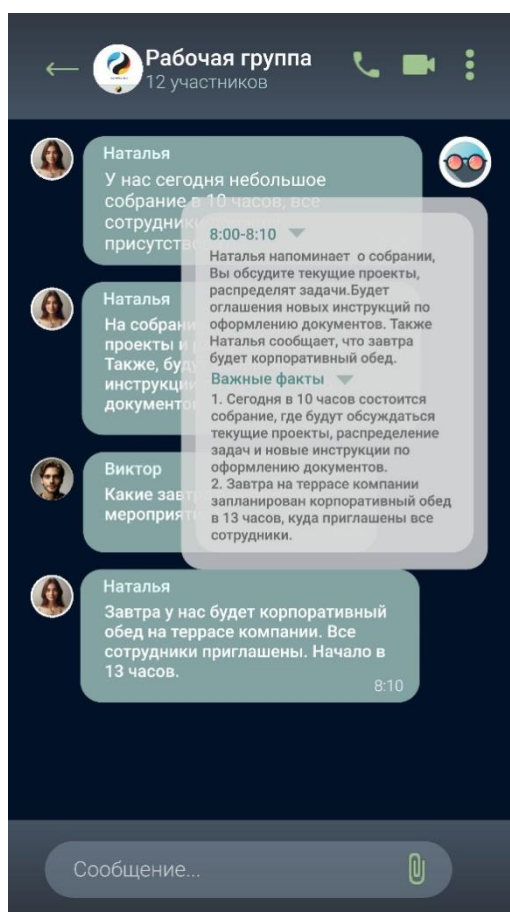 Рабочая группа
12 участников
Наталья
У нас сегодня небольшое
собрание в 10 часов, все
сотрудники
присутство
Наталья
На собрани
проекты и
Также, буд
инструкци
документо
Виктор
Какие завт
мероприят
8:00-8:10
Наталья напоминает о собрании,
Вы обсудите текущие проекты,
распределят задачи.Будет
оглашения новых инструкций по
оформлению документов. Также
Наталья сообщает, что завтра
будет корпоративный обед.
Важные факты
1. Сегодня в 10 часов состоится
собрание, где будут обсуждаться
текущие проекты, распределение
задач и новые инструкции по
оформлению документов.
2. Завтра на террасе компании
запланирован корпоративный обед
в 13 часов, куда приглашены все
сотрудники.
Наталья
Завтра у нас будет корпоративный
обед на террасе компании. Все
сотрудники приглашены. Начало в
13 часов.
8:10
Сообщение...